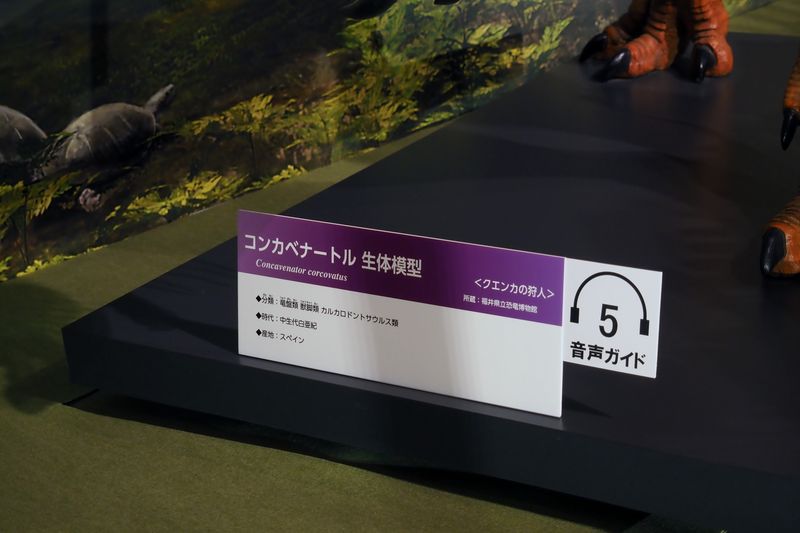 コンカベナートル 生体模型
Concavenator corcovatus
<クエンカの狩人>
所蔵：福井県立恐竜博物館
◆分類：竜盤類 獣脚類 カルカロドントサウルス類
◆時代：中生代白亜紀
◆産地：スペイン
5
音声ガイド